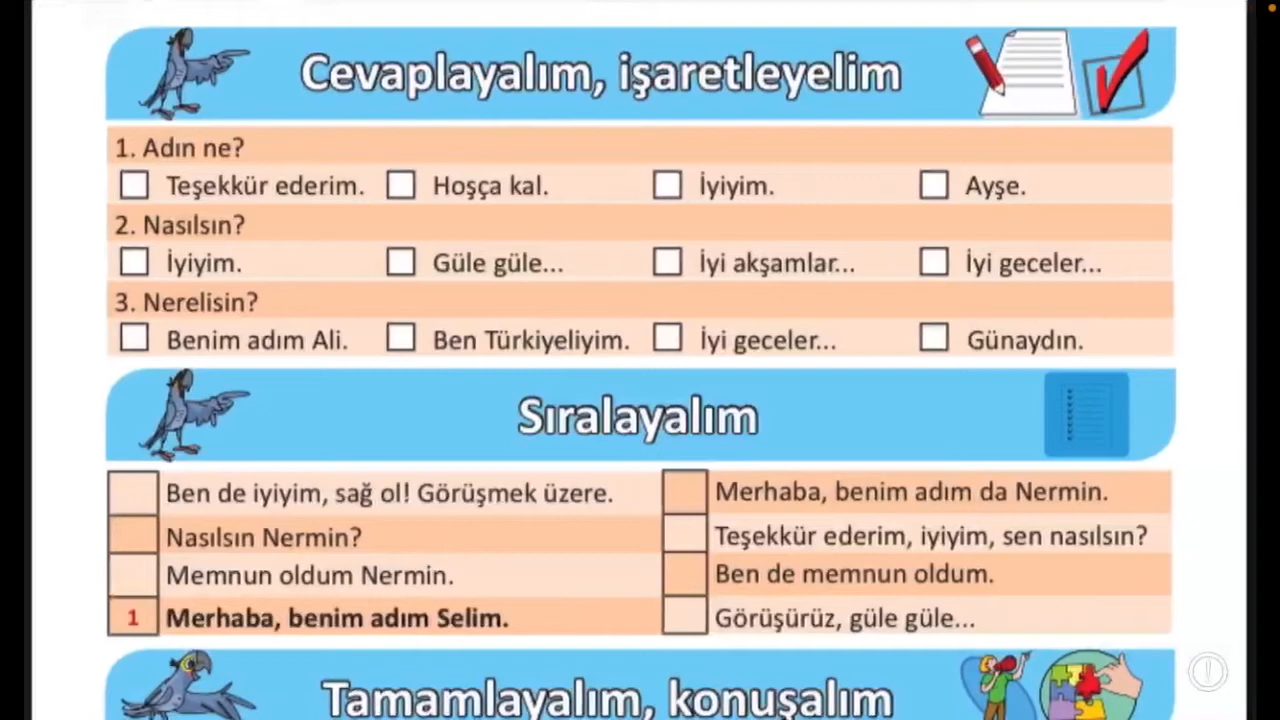 Cevaplayalım, işaretleyelim
1. Adın ne?
Teşekkür ederim. Hoşça kal. İyiyim. Ayşe.
2. Nasılsın?
İyiyim. Güle güle... İyi akşamlar... İyi geceler...
3. Nerelisin?
Benim adım Ali. Ben Türkiyeliyim. İyi geceler... Günaydın.
Sıralayalım
Ben de iyiyim, sağ ol! Görüşmek üzere.
Nasılsın Nermin?
Memnun oldum Nermin.
1 Merhaba, benim adım Selim.
Merhaba, benim adım da Nermin.
Teşekkür ederim, iyiyim, sen nasılsın?
Ben de memnun oldum.
Görüşürüz, güle güle...
Tamamlayalım, konuşalım